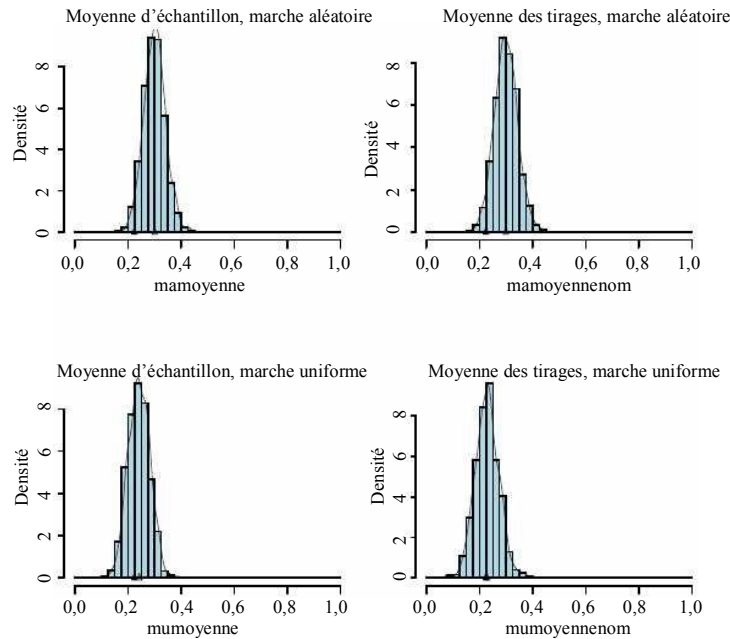 Moyenne d'échantillon, marche aléatoire
Densité
0 2 4 6 8
0,0 0,2 0,4 0,6 0,8 1,0
mamoyenne
Moyenne des tirages, marche aléatoire
Densité
0 2 4 6 8
0,0 0,2 0,4 0,6 0,8 1,0
mamoyennenom
Moyenne d'échantillon, marche uniforme
Densité
0 2 4 6 8
0,0 0,2 0,4 0,6 0,8 1,0
mumoyenne
Moyenne des tirages, marche uniforme
Densité
0 2 4 6 8
0,0 0,2 0,4 0,6 0,8 1,0
mumomoyennenom